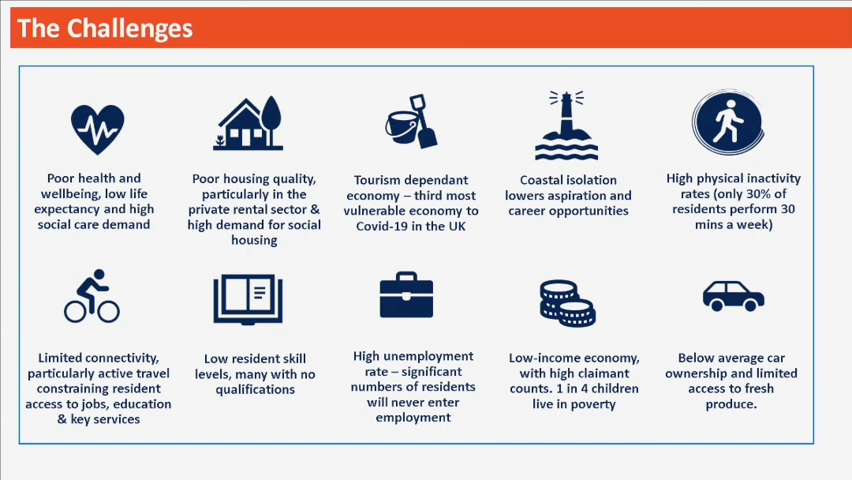 The Challenges
Poor health and
wellbeing, low life
expectancy and high
social care demand
Poor housing quality,
particularly in the
private rental sector &
high demand for social
housing
Tourism dependant
economy – third most
vulnerable economy to
Covid-19 in the UK
Coastal isolation
lowers aspiration and
career opportunities
High physical inactivity
rates (only 30% of
residents perform 30
mins a week)
Limited connectivity,
particularly active travel
constraining resident
access to jobs, education
& key services
Low resident skill
levels, many with no
qualifications
High unemployment
rate – significant
numbers of residents
will never enter
employment
Low-income economy,
with high claimant
counts. 1 in 4 children
live in poverty
Below average car
ownership and limited
access to fresh
produce.